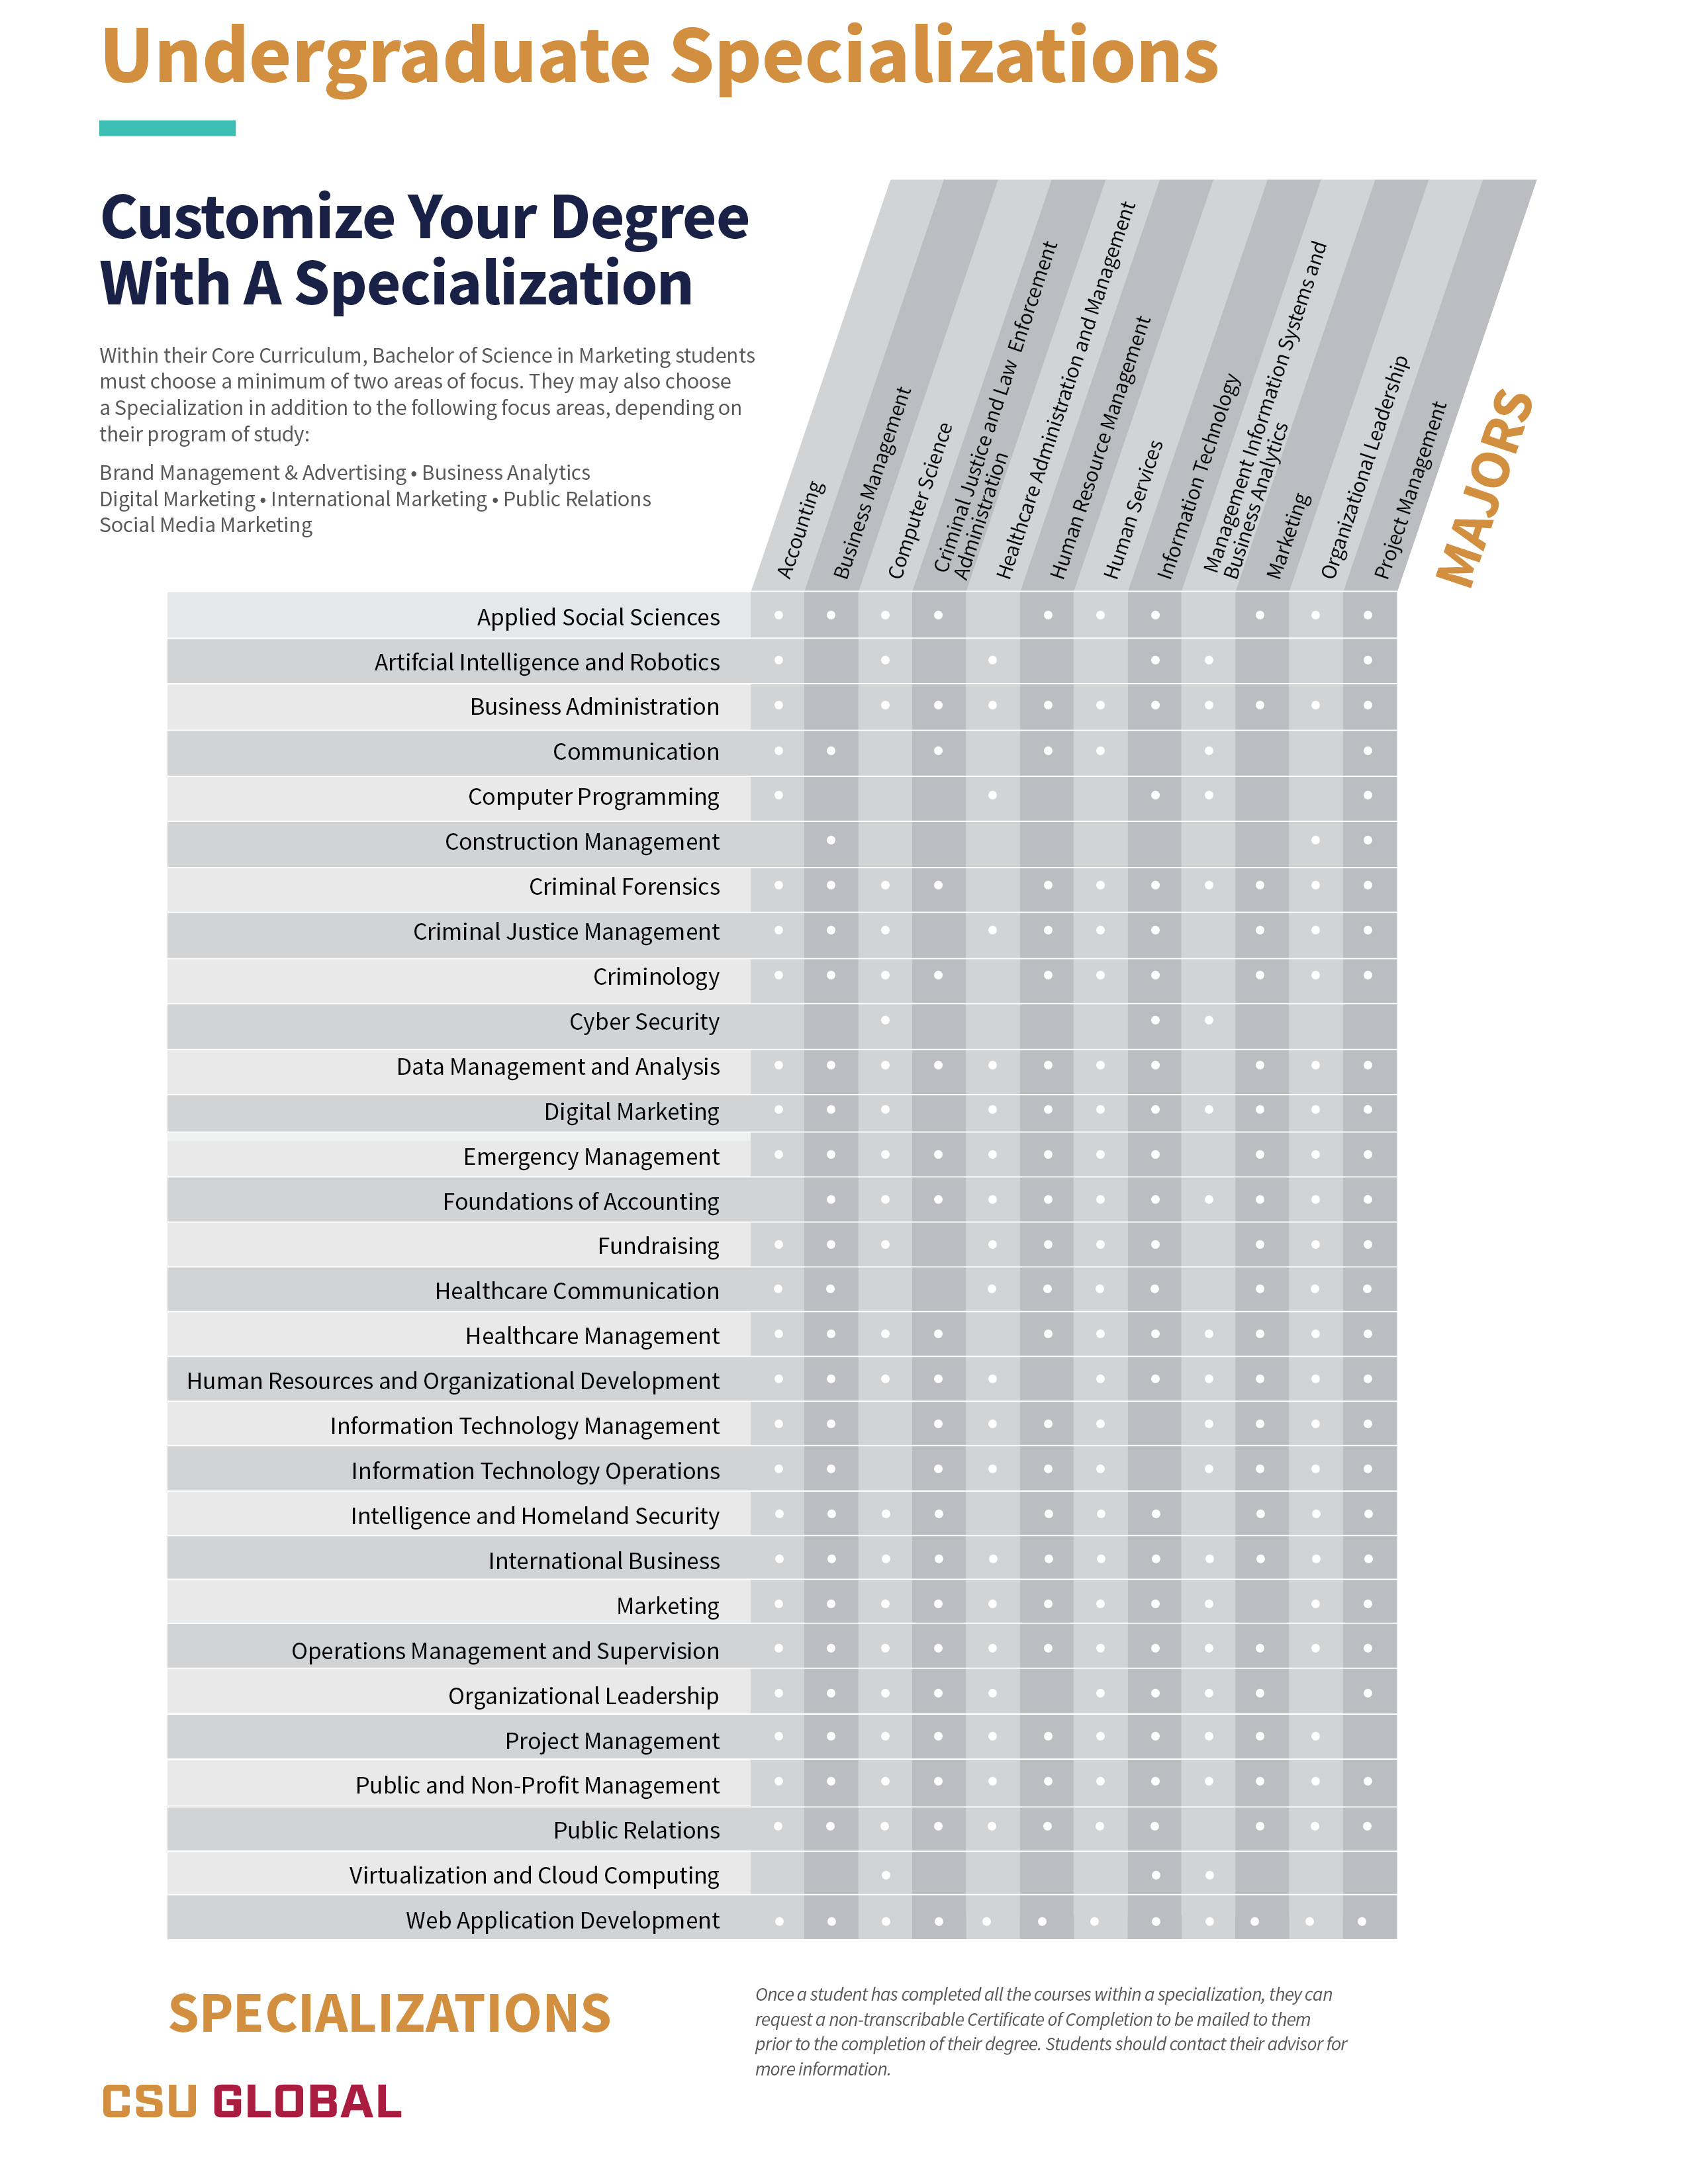 Undergraduate Specializations
Customize Your Degree
With A Specialization
Within their Core Curriculum, Bachelor of Science in Marketing students
must choose a minimum of two areas of focus. They may also choose
a Specialization in addition to the following focus areas, depending on
their program of study:
Brand Management & Advertising • Business Analytics
Digital Marketing • International Marketing • Public Relations
Social Media Marketing
Accounting
Business Management
Computer Science
Criminal Justice and Law Enforcement
Administration
Healthcare Administration and Management
Human Resource Management
Human Services
Information Technology
Management Information Systems and
Business Analytics
Marketing
Organizational Leadership
Project Management
MAJORS
Applied Social Sciences
Artifcial Intelligence and Robotics
Business Administration
Communication
Computer Programming
Construction Management
Criminal Forensics
Criminal Justice Management
Criminology
Cyber Security
Data Management and Analysis
Digital Marketing
Emergency Management
Foundations of Accounting
Fundraising
Healthcare Communication
Healthcare Management
Human Resources and Organizational Development
Information Technology Management
Information Technology Operations
Intelligence and Homeland Security
International Business
Marketing
Operations Management and Supervision
Organizational Leadership
Project Management
Public and Non-Profit Management
Public Relations
Virtualization and Cloud Computing
Web Application Development
SPECIALIZATIONS
Once a student has completed all the courses within a specialization, they can
request a non-transcribable Certificate of Completion to be mailed to them
prior to the completion of their degree. Students should contact their advisor for
more information.
CSU GLOBAL